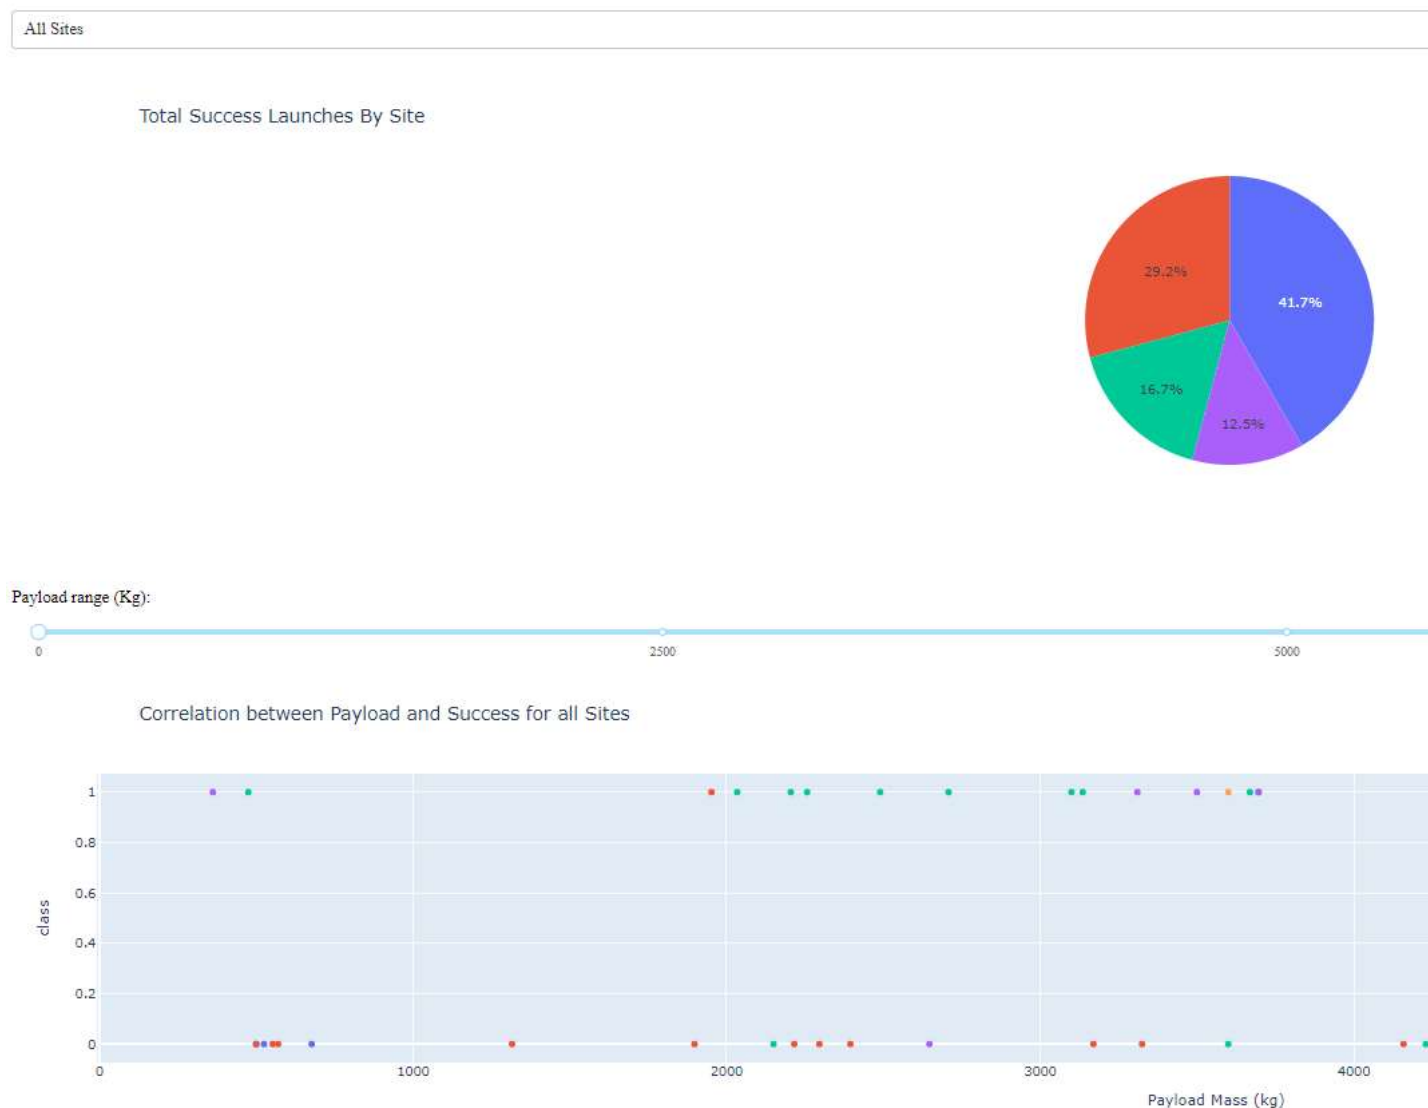 All Sites
Total Success Launches By Site
29.2%
41.7%
16.7%
12.5%
Payload range (Kg):
0 2500 5000
Correlation between Payload and Success for all Sites
1
0.8
0.6
class
0.4
0.2
0
0 1000 2000 3000 4000
Payload Mass (kg)